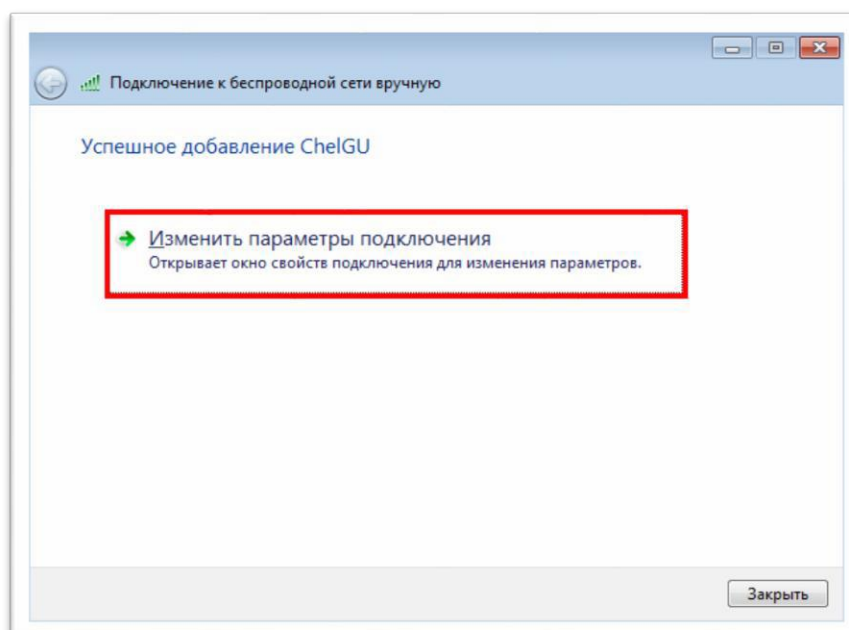 Подключение к беспроводной сети вручную
Успешное добавление ChelGU
Изменить параметры подключения
Открывает окно свойств подключения для изменения параметров.
Закрыть